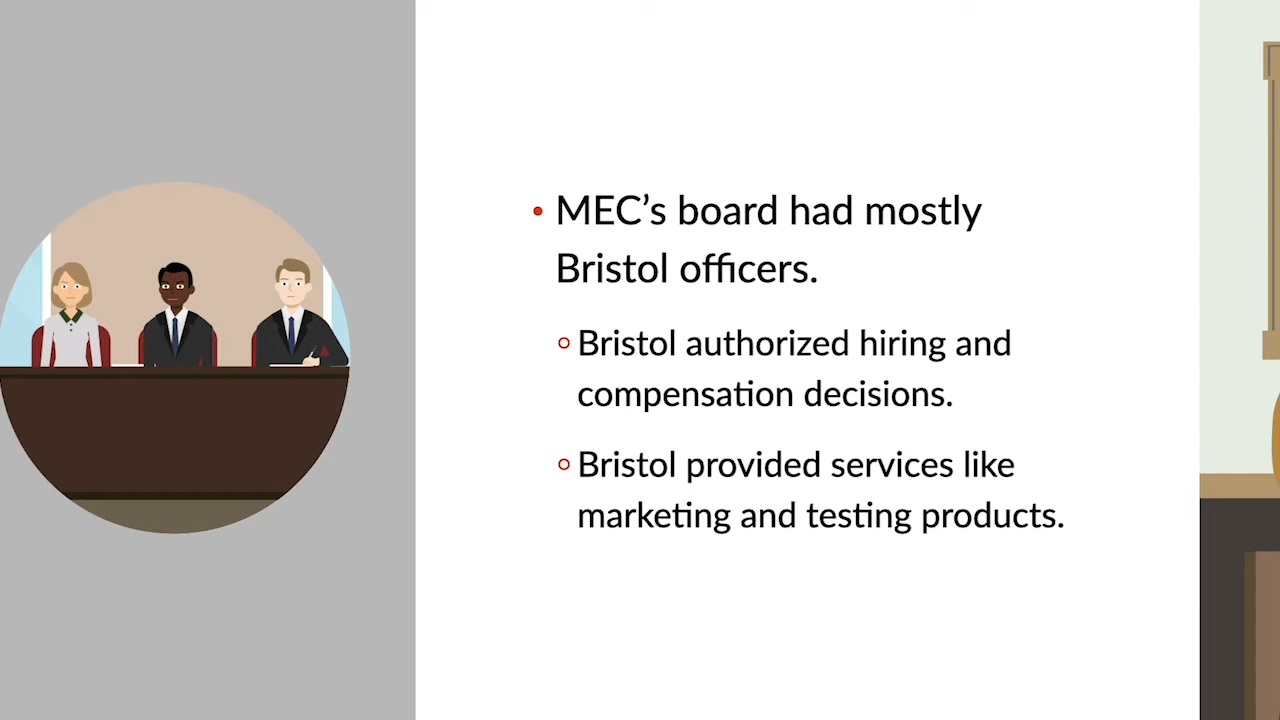 • MEC’s board had mostly
Bristol officers.
○ Bristol authorized hiring and
compensation decisions.
○ Bristol provided services like
marketing and testing products.